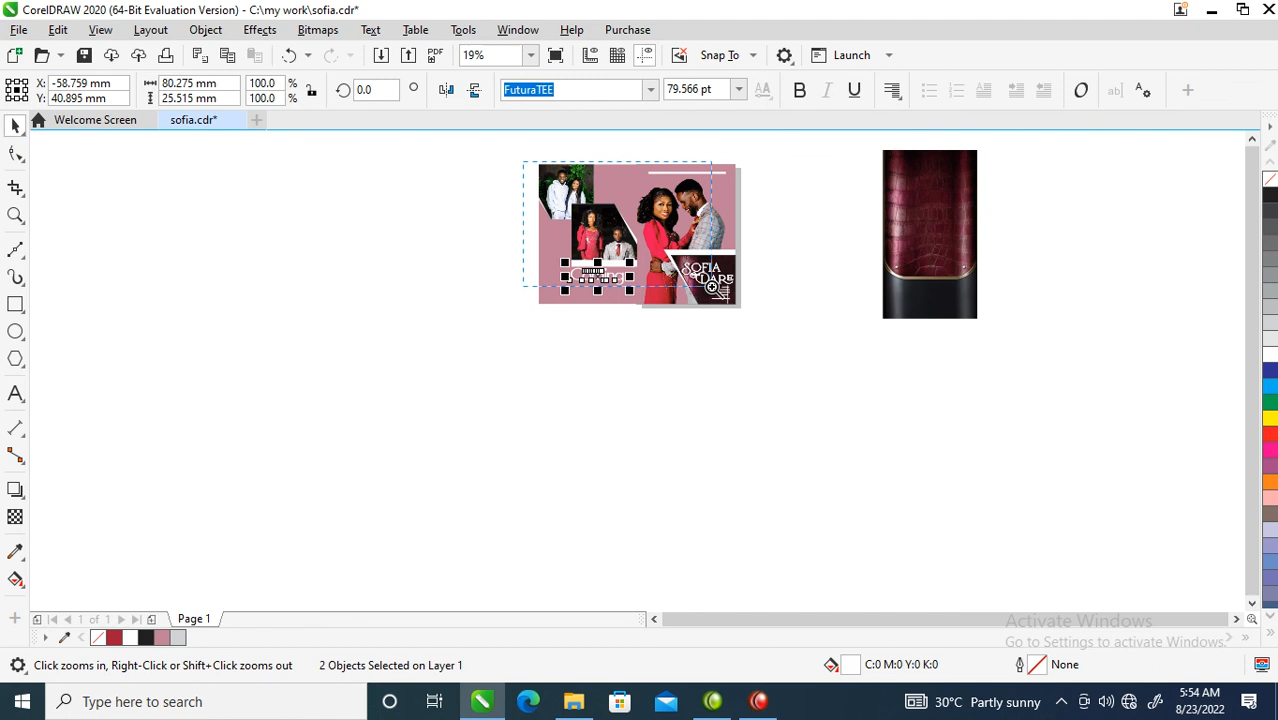 CorelDRAW 2020 (64-Bit Evaluation Version) - C:\my work\sofia.cdr*
File Edit View Layout Object Effects Bitmaps Text Table Tools Window Help Purchase
PDF 19% Snap To Launch
X: -58.759 mm 80.275 mm 100.0 % 0.0 FuturaTEE 79.566 pt
Y: 40.895 mm 25.515 mm 100.0 %
Welcome Screen sofia.cdr*
SOFIA
& DARE
1 of 1 Page 1
Activate Windows
Go to Settings to activate Windows.
Click zooms in, Right-Click or Shift+Click zooms out 2 Objects Selected on Layer 1 C:0 M:0 Y:0 K:0 None
Type here to search 30°C Partly sunny 5:54 AM
8/23/2022